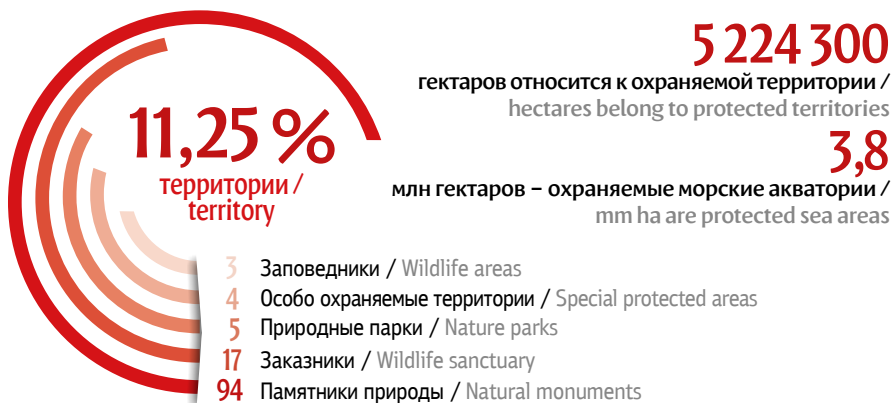 11,25 %
территории /
territory
5 224 300
гектаров относится к охраняемой территории /
hectares belong to protected territories
3,8
млн гектаров – охраняемые морские акватории /
mm ha are protected sea areas
3 Заповедники / Wildlife areas
4 Особо охраняемые территории / Special protected areas
5 Природные парки / Nature parks
17 Заказники / Wildlife sanctuary
94 Памятники природы / Natural monuments